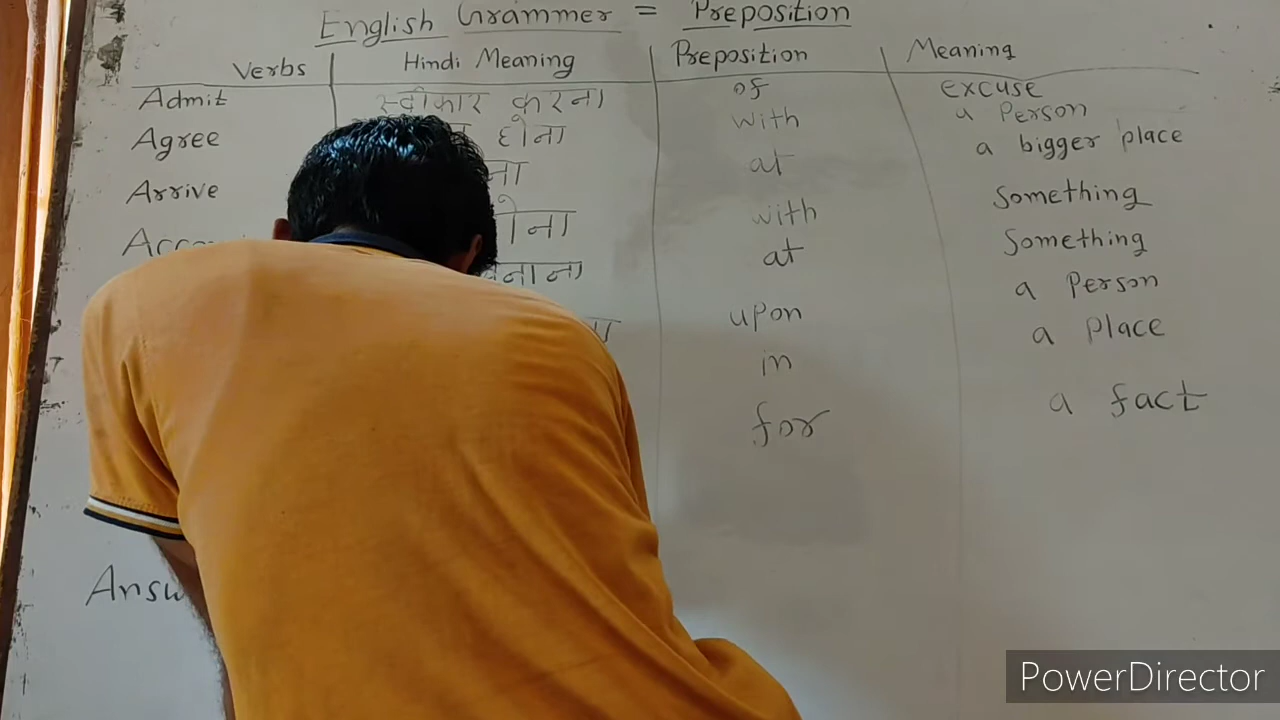 English Grammer = Preposition
Verbs Hindi Meaning Preposition Meaning
Admit स्वीकार करना of excuse
Agree होना with a Person
Arrive at a bigger place
with Something
at Something
upon a Person
in a Place
for a fact
PowerDirector